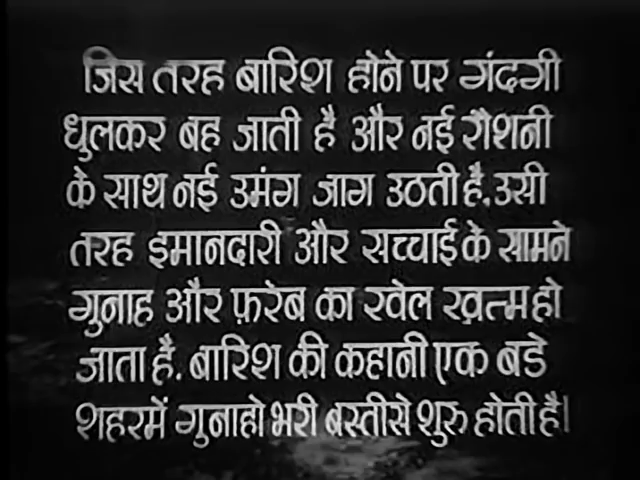 जिस तरह बारिश होने पर गंदगी
धुलकर बह जाती है और नई रौशनी
के साथ नई उमंग जाग उठती है. उसी
तरह इमानदारी और सच्चाई के सामने
गुनाह और फ़रेब का खेल ख़त्म हो
जाता है. बारिश की कहानी एक बडे
शहरमें गुनाहो भरी बस्तीसे शुरु होती है।